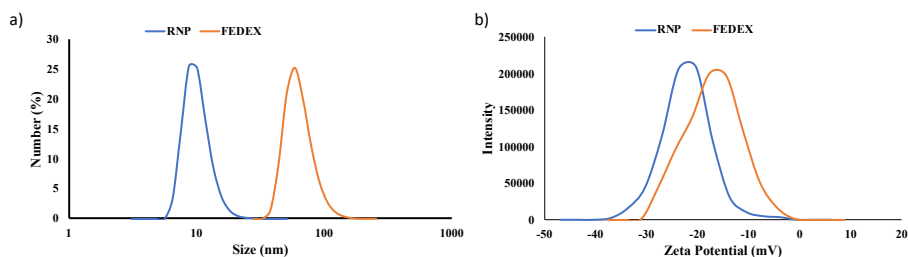 a)
RNP FEDEX
Number (%)
30
25
20
15
10
5
0
1 10 100 1000
Size (nm)
b)
RNP FEDEX
Intensity
250000
200000
150000
100000
50000
0
-50 -40 -30 -20 -10 0 10 20
Zeta Potential (mV)